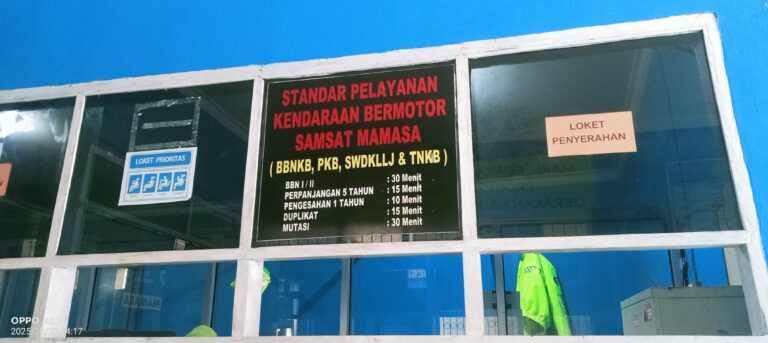 STANDAR PELAYANAN
KENDARAAN BERMOTOR
SAMSAT MAMASA
( BBNKB, PKB, SWDKLLJ & TNKB )
BBN I / II : 30 Menit
PERPANJANGAN 5 TAHUN : 15 Menit
PENGESAHAN 1 TAHUN : 10 Menit
DUPLIKAT : 15 Menit
MUTASI : 30 Menit
LOKET PRIORITAS
LOKET
PENYERAHAN
MAMASA
OPPO